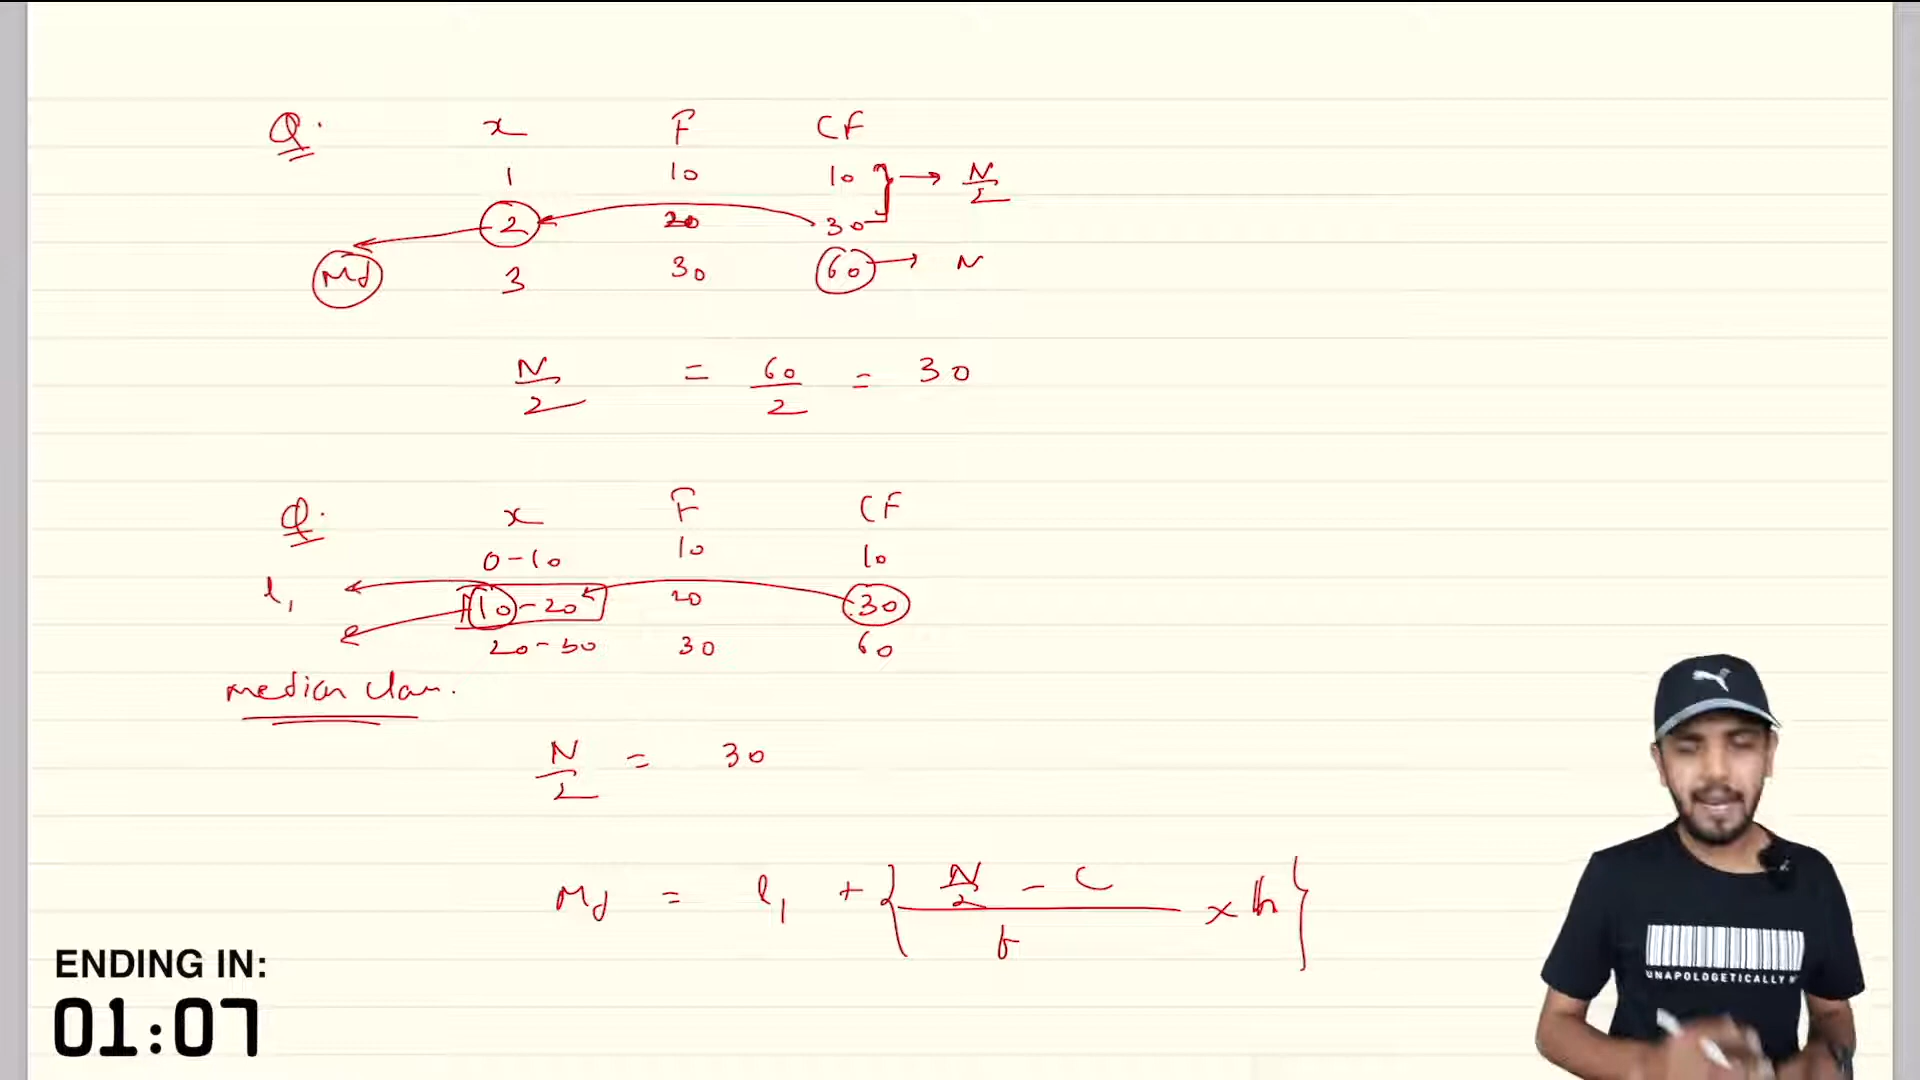 Q. x F CF
1 10 10 → N/2
2 20 30
Md 3 30 60 → N
N/2 = 60/2 = 30
Q. x F CF
0-10 10 10
l₁ 10-20 20 30
20-30 30 60
median class.
N/2 = 30
Md = l₁ + { (N/2 - C)/f × h }
ENDING IN:
01:07
UNAPOLOGETICALLY